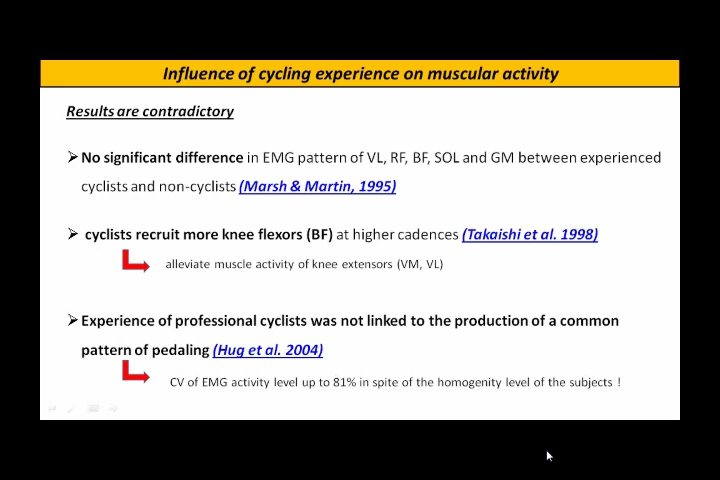 Influence of cycling experience on muscular activity
Results are contradictory
No significant difference in EMG pattern of VL, RF, BF, SOL and GM between experienced
cyclists and non-cyclists (Marsh & Martin, 1995)
cyclists recruit more knee flexors (BF) at higher cadences (Takaishi et al. 1998)
alleviate muscle activity of knee extensors (VM, VL)
Experience of professional cyclists was not linked to the production of a common
pattern of pedaling (Hug et al. 2004)
CV of EMG activity level up to 81% in spite of the homogenity level of the subjects !